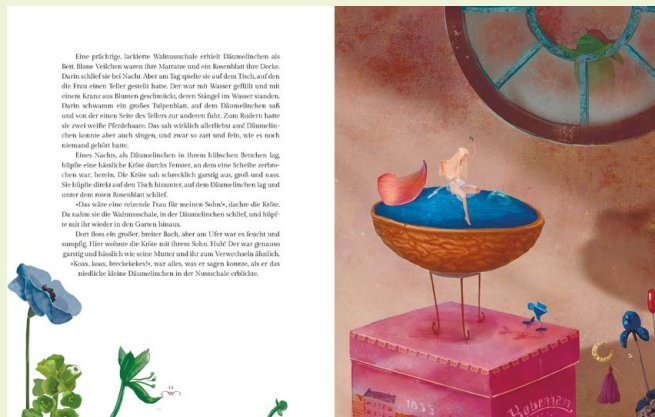 Eine prächtige, lackierte Walnussschale erhielt Däumelinchen als
Bett. Blaue Veilchen waren ihre Matratze und ein Rosenblatt ihre Decke.
Darin schlief sie bei Nacht. Aber am Tag spielte sie auf dem Tisch, auf den
die Frau einen Teller gestellt hatte. Der war mit Wasser gefüllt und mit
einem Kranz aus Blumen geschmückt, deren Stängel im Wasser standen.
Darin schwamm ein großes Tulpenblatt, auf dem Däumelinchen saß
und von der einen Seite des Tellers zur anderen fuhr. Zum Rudern hatte
sie zwei weiße Pferdehaare. Das sah wirklich allerliebst aus! Däumelin-
chen konnte aber auch singen, und zwar so zart und fein, wie es noch
niemand gehört hatte.
Eines Nachts, als Däumelinchen in ihrem hübschen Bettchen lag,
hüpfte eine hässliche Kröte durchs Fenster, an dem eine Scheibe zerbro-
chen war, herein. Die Kröte sah schrecklich garstig aus, groß und nass.
Sie hüpfte direkt auf den Tisch hinunter, auf dem Däumelinchen lag und
unter dem roten Rosenblatt schlief.
»Das wäre eine reizende Frau für meinen Sohn!«, dachte die Kröte.
Da nahm sie die Walnussschale, in der Däumelinchen schlief, und hüpf-
te mit ihr wieder in den Garten hinaus.
Dort floss ein großer, breiter Bach, aber am Ufer war es feucht und
sumpfig. Hier wohnte die Kröte mit ihrem Sohn. Huh! Der war genauso
garstig und hässlich wie seine Mutter und ihr zum Verwechseln ähnlich.
»Koax, koax, breckekekex!«, war alles, was er sagen konnte, als er das
niedliche kleine Däumelinchen in der Nussschale erblickte.
1835